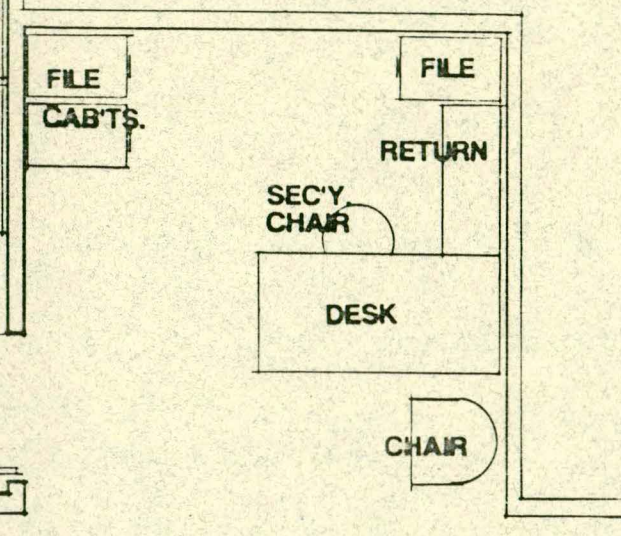 FILE
CAB'TS.
FILE
RETURN
SEC'Y.
CHAIR
DESK
CHAIR